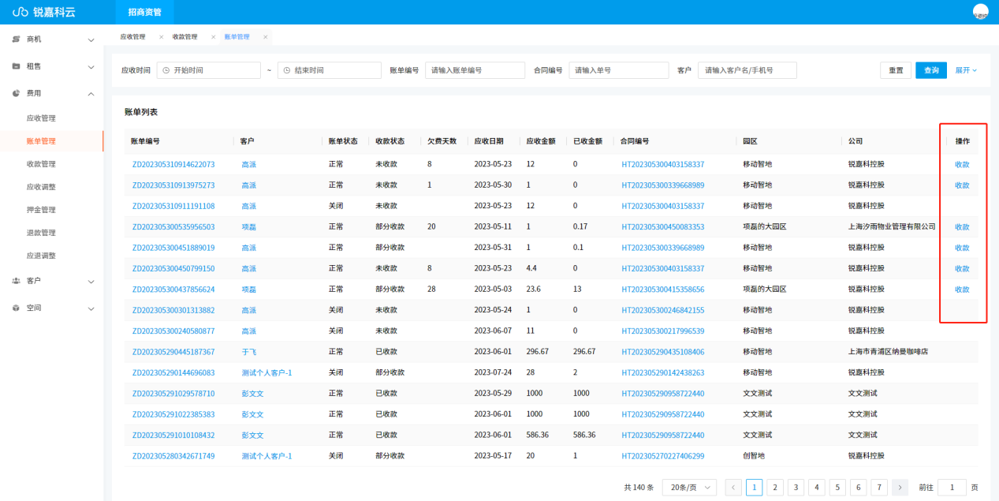 锐嘉科云 招商资管
商机
租售
费用
应收管理
账单管理
收款管理
应收调整
押金管理
退款管理
应退调整
客户
空间
应收管理 × 收款管理 × 账单管理 ×
应收时间 开始时间 ~ 结束时间 账单编号 请输入账单编号 合同编号 请输入单号 客户 请输入客户名/手机号 重置 查询 展开
账单列表
账单编号 客户 账单状态 收款状态 欠费天数 应收日期 应收金额 已收金额 合同编号 园区 公司 操作
ZD202305310914622073 高派 正常 未收款 8 2023-05-23 12 0 HT202305300403158337 移动智地 锐嘉科控股 收款
ZD202305310913975273 高派 正常 未收款 1 2023-05-30 1 0 HT202305300339668989 移动智地 锐嘉科控股 收款
ZD202305310911191108 高派 关闭 未收款 2023-05-23 12 0 HT202305300403158337 移动智地 锐嘉科控股
ZD202305300535956503 项磊 正常 部分收款 20 2023-05-11 1 0.17 HT202305300450083353 项磊的大园区 上海汐雨物业管理有限公司 收款
ZD202305300451889019 高派 正常 部分收款 2023-05-31 1 0.1 HT202305300339668989 移动智地 锐嘉科控股 收款
ZD202305300450799150 高派 正常 未收款 8 2023-05-23 4.4 0 HT202305300403158337 移动智地 锐嘉科控股 收款
ZD202305300437856624 项磊 正常 部分收款 28 2023-05-03 23.6 13 HT202305300415358656 项磊的大园区 锐嘉科控股 收款
ZD202305300301313882 高派 关闭 未收款 2023-05-24 1 0 HT202305300246842155 移动智地 锐嘉科控股
ZD202305300240580877 高派 关闭 未收款 2023-06-07 11 0 HT202305300217996539 移动智地 锐嘉科控股
ZD202305290445187367 于飞 正常 已收款 2023-06-01 296.67 296.67 HT202305290435108406 移动智地 上海市青浦区纳曼咖啡店
ZD202305290144696083 测试个人客户-1 关闭 部分收款 2023-07-24 28 2 HT202305290142438263 移动智地 锐嘉科控股
ZD202305291029578710 彭文文 正常 已收款 2023-05-29 1000 1000 HT202305290958722440 文文测试 文文测试
ZD202305291022385383 彭文文 正常 已收款 2023-06-01 1000 1000 HT202305290958722440 文文测试 文文测试
ZD202305291010108432 彭文文 正常 已收款 2023-06-01 586.36 586.36 HT202305290958722440 文文测试 文文测试
ZD202305280342671749 测试个人客户-1 关闭 部分收款 2023-05-17 20 1 HT202305270227406299 创智地 锐嘉科控股
共 140 条 20条/页 < 1 2 3 4 5 6 7 > 前往 1 页